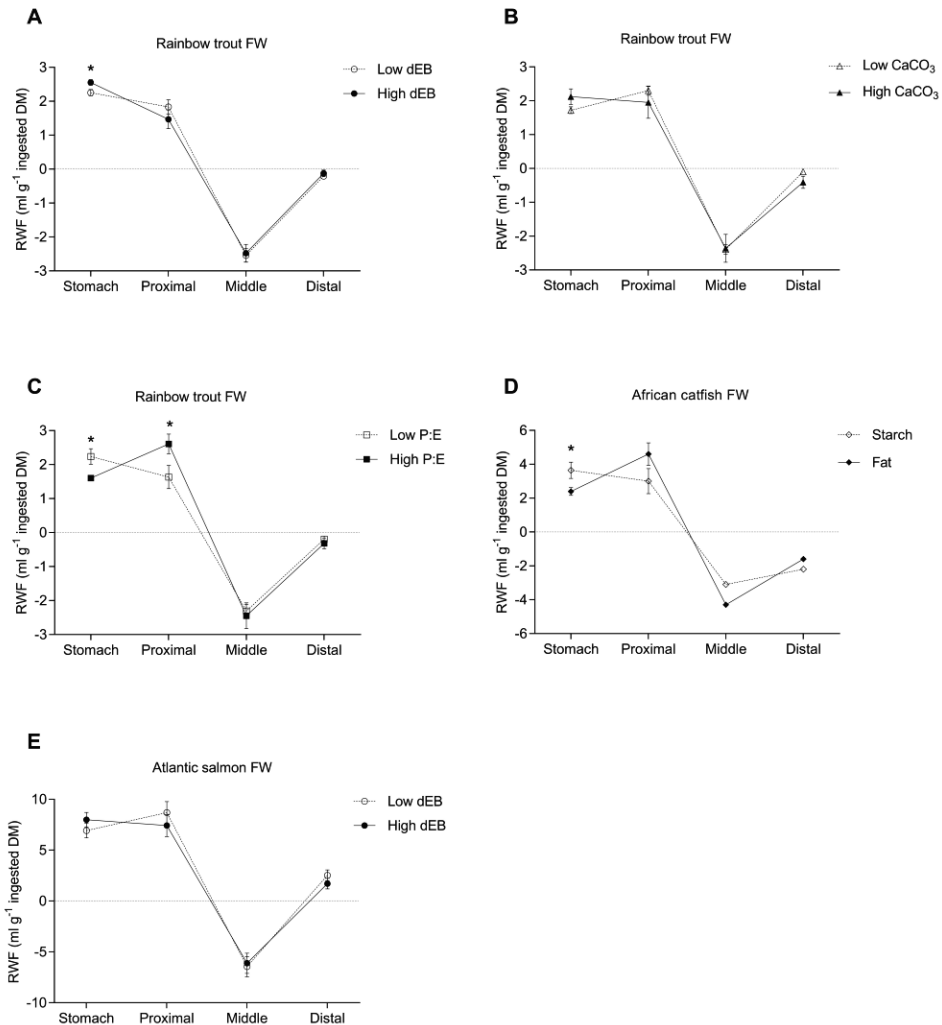 A
Rainbow trout FW
Low dEB
High dEB
RWF (ml g⁻¹ ingested DM)
3
2
1
0
-1
-2
-3
*
Stomach Proximal Middle Distal
B
Rainbow trout FW
Low CaCO₃
High CaCO₃
RWF (ml g⁻¹ ingested DM)
3
2
1
0
-1
-2
-3
Stomach Proximal Middle Distal
C
Rainbow trout FW
Low P:E
High P:E
RWF (ml g⁻¹ ingested DM)
3
2
1
0
-1
-2
-3
* *
Stomach Proximal Middle Distal
D
African catfish FW
Starch
Fat
RWF (ml g⁻¹ ingested DM)
6
4
2
0
-2
-4
-6
*
Stomach Proximal Middle Distal
E
Atlantic salmon FW
Low dEB
High dEB
RWF (ml g⁻¹ ingested DM)
10
5
0
-5
-10
Stomach Proximal Middle Distal